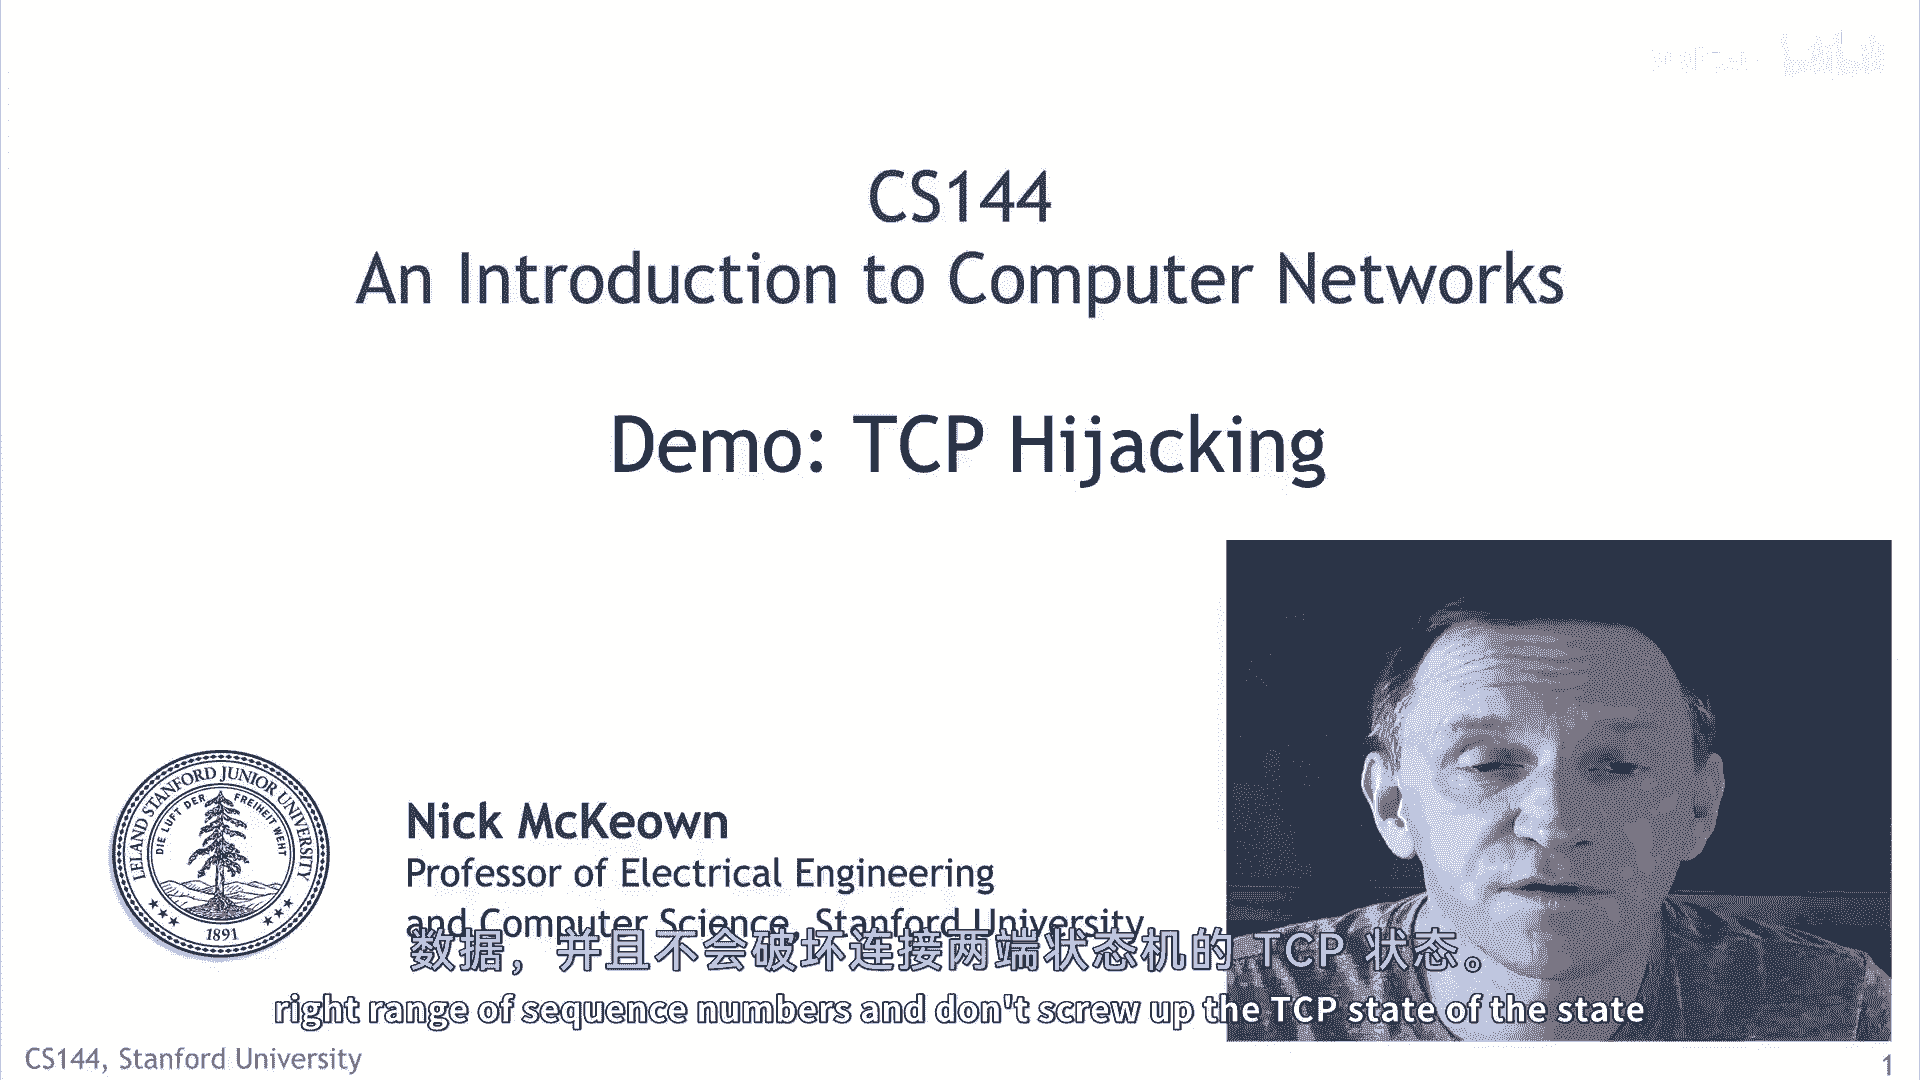 CS144
An Introduction to Computer Networks
Demo: TCP Hijacking
LELAND STANFORD JUNIOR UNIVERSITY
DIE LUFT DER FREIHEIT WEHT
1891
Nick McKeown
Professor of Electrical Engineering
and Computer Science, Stanford University
数据，并且不会破坏连接两端状态机的 TCP 状态。
right range of sequence numbers and don't screw up the TCP state of the state
CS144, Stanford University
1